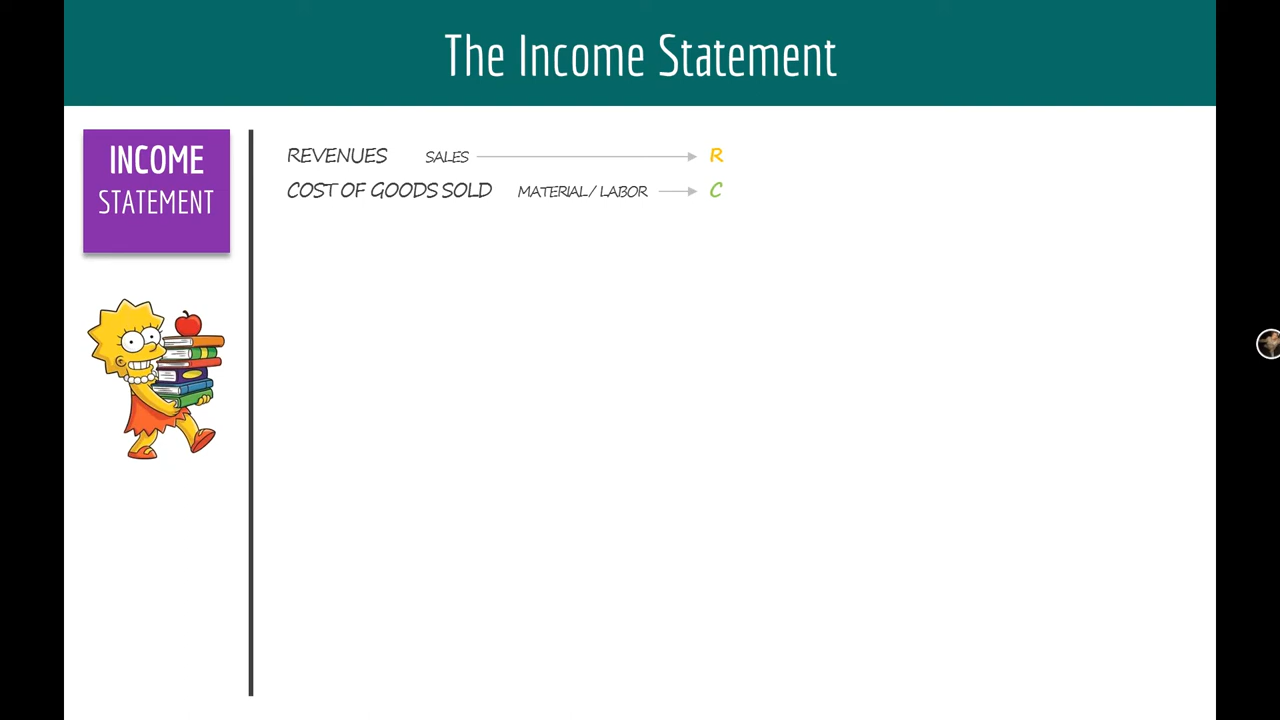 The Income Statement
INCOME
STATEMENT
REVENUES SALES R
COST OF GOODS SOLD MATERIAL/ LABOR C